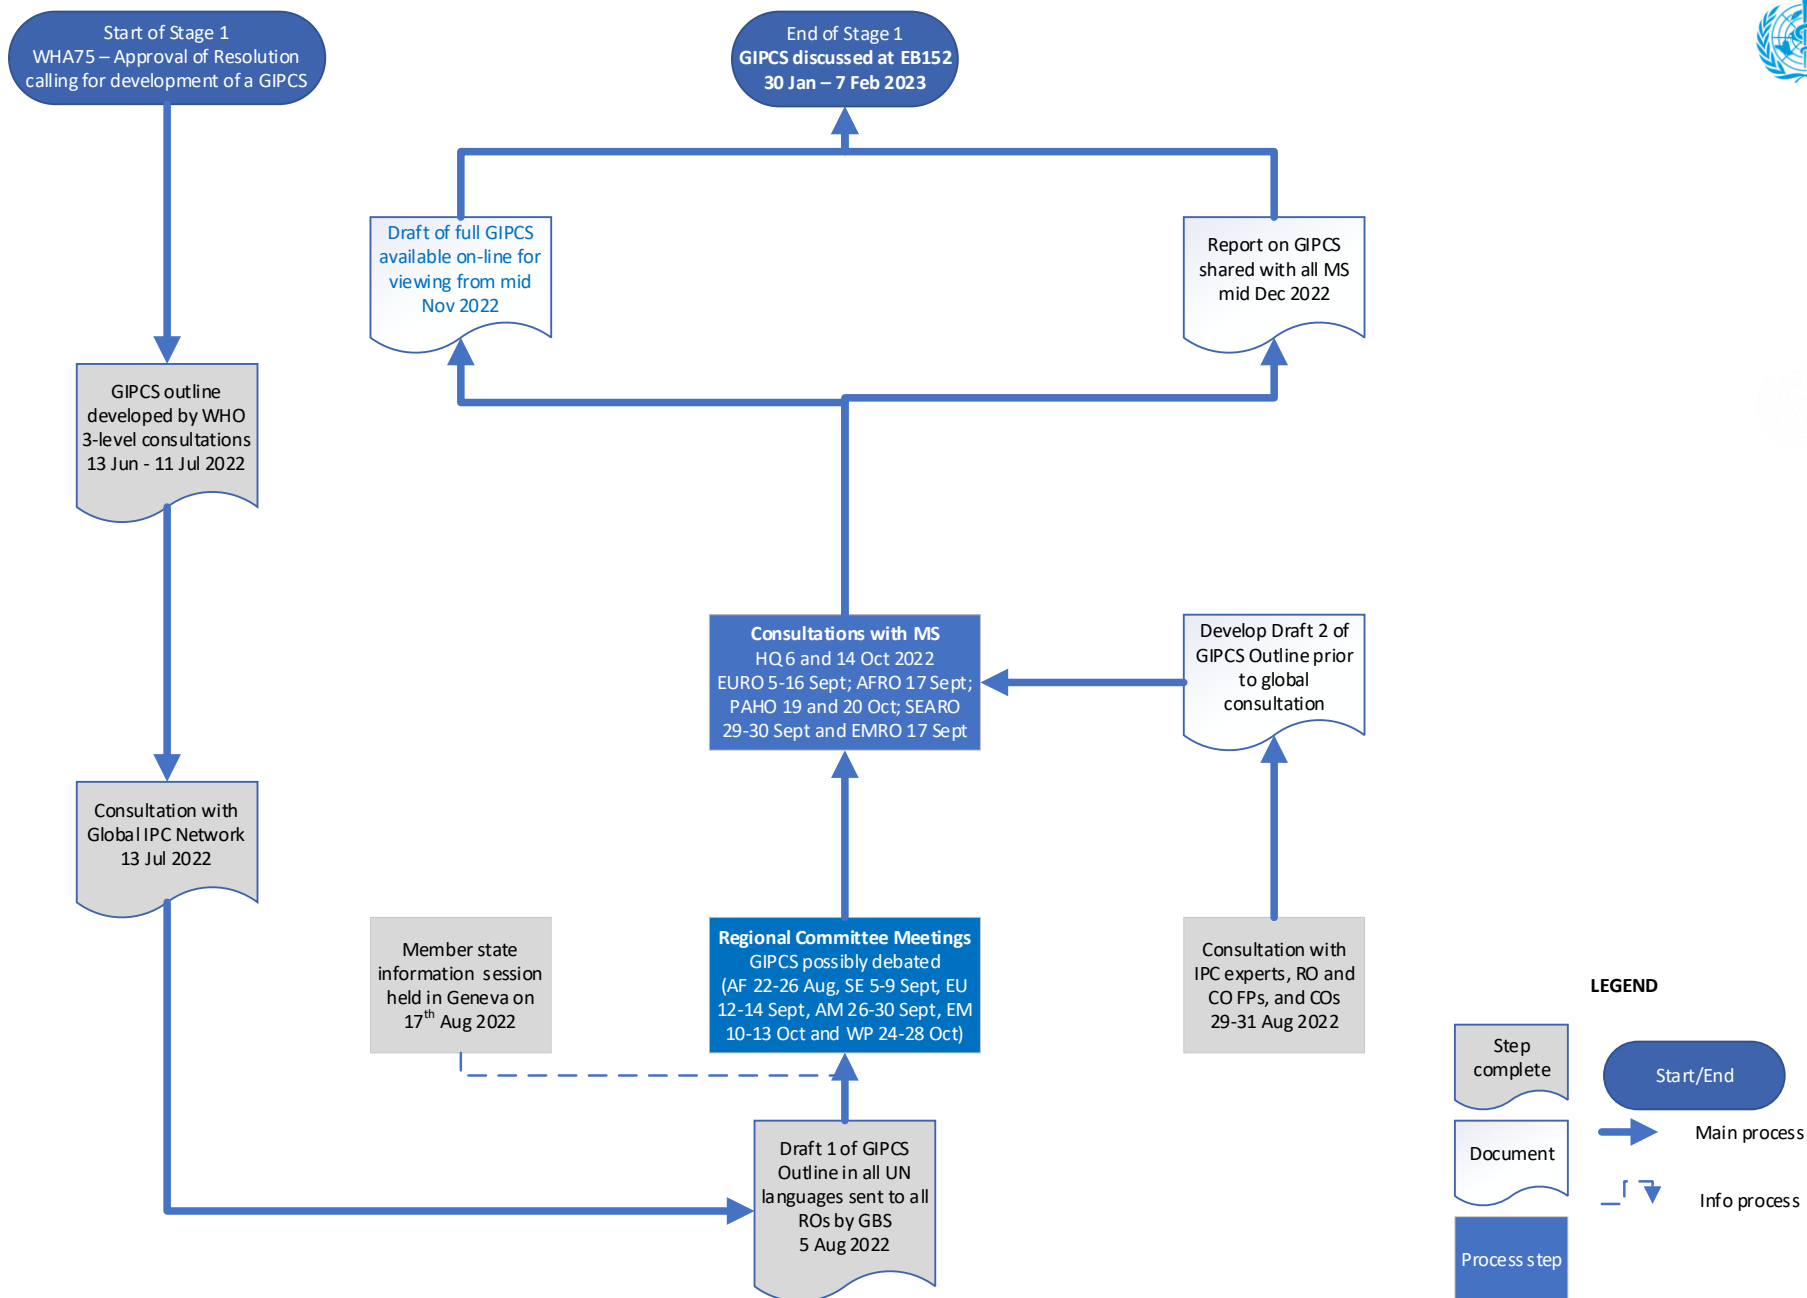 Start of Stage 1
WHA75 – Approval of Resolution
calling for development of a GIPCS
End of Stage 1
GIPCS discussed at EB152
30 Jan – 7 Feb 2023
Draft of full GIPCS
available on-line for
viewing from mid
Nov 2022
Report on GIPCS
shared with all MS
mid Dec 2022
GIPCS outline
developed by WHO
3-level consultations
13 Jun - 11 Jul 2022
Consultations with MS
HQ 6 and 14 Oct 2022
EURO 5-16 Sept; AFRO 17 Sept;
PAHO 19 and 20 Oct; SEARO
29-30 Sept and EMRO 17 Sept
Develop Draft 2 of
GIPCS Outline prior
to global
consultation
Consultation with
Global IPC Network
13 Jul 2022
Member state
information session
held in Geneva on
17th Aug 2022
Regional Committee Meetings
GIPCS possibly debated
(AF 22-26 Aug, SE 5-9 Sept, EU
12-14 Sept, AM 26-30 Sept, EM
10-13 Oct and WP 24-28 Oct)
Consultation with
IPC experts, RO and
CO FPs, and COs
29-31 Aug 2022
Draft 1 of GIPCS
Outline in all UN
languages sent to all
ROs by GBS
5 Aug 2022
LEGEND
Step
complete
Start/End
Main process
Document
Info process
Process step